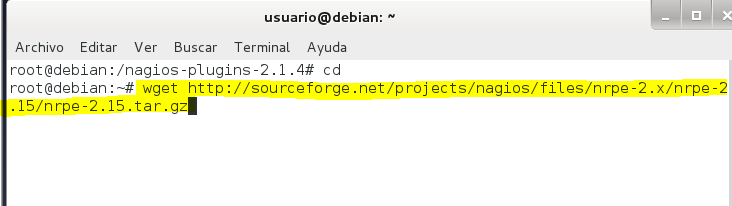 usuario@debian: ~
Archivo Editar Ver Buscar Terminal Ayuda
root@debian:/nagios-plugins-2.1.4# cd
root@debian:~# wget http://sourceforge.net/projects/nagios/files/nrpe-2.x/nrpe-2
.15/nrpe-2.15.tar.gz